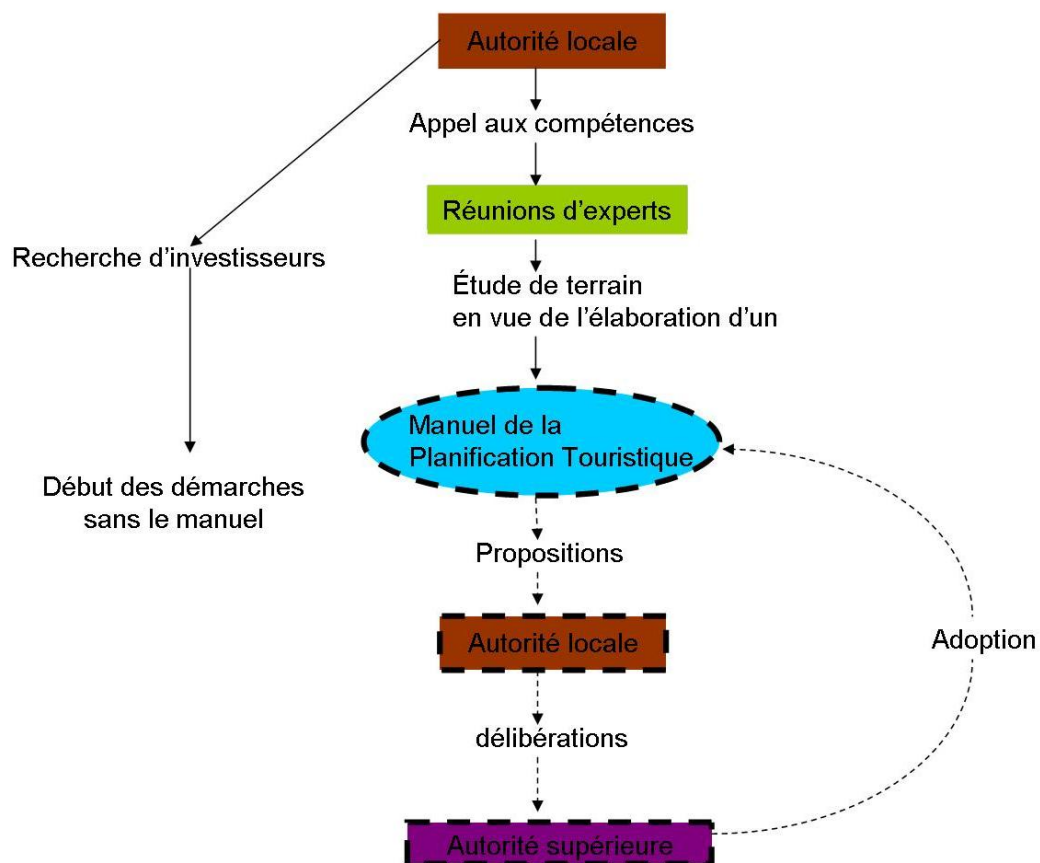 Autorité locale
Appel aux compétences
Réunions d'experts
Recherche d'investisseurs
Étude de terrain
en vue de l'élaboration d'un
Manuel de la
Planification Touristique
Début des démarches
sans le manuel
Propositions
Autorité locale
Adoption
délibérations
Autorité supérieure